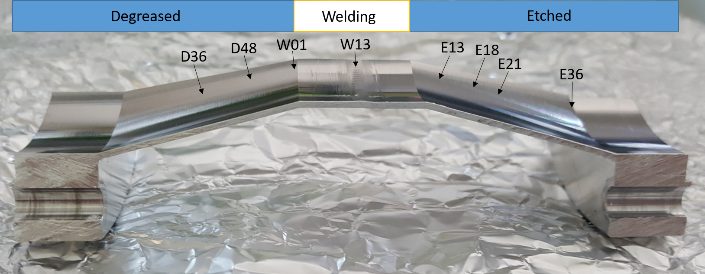 Degreased Welding Etched
D36 D48 W01 W13 E13 E18 E21 E36